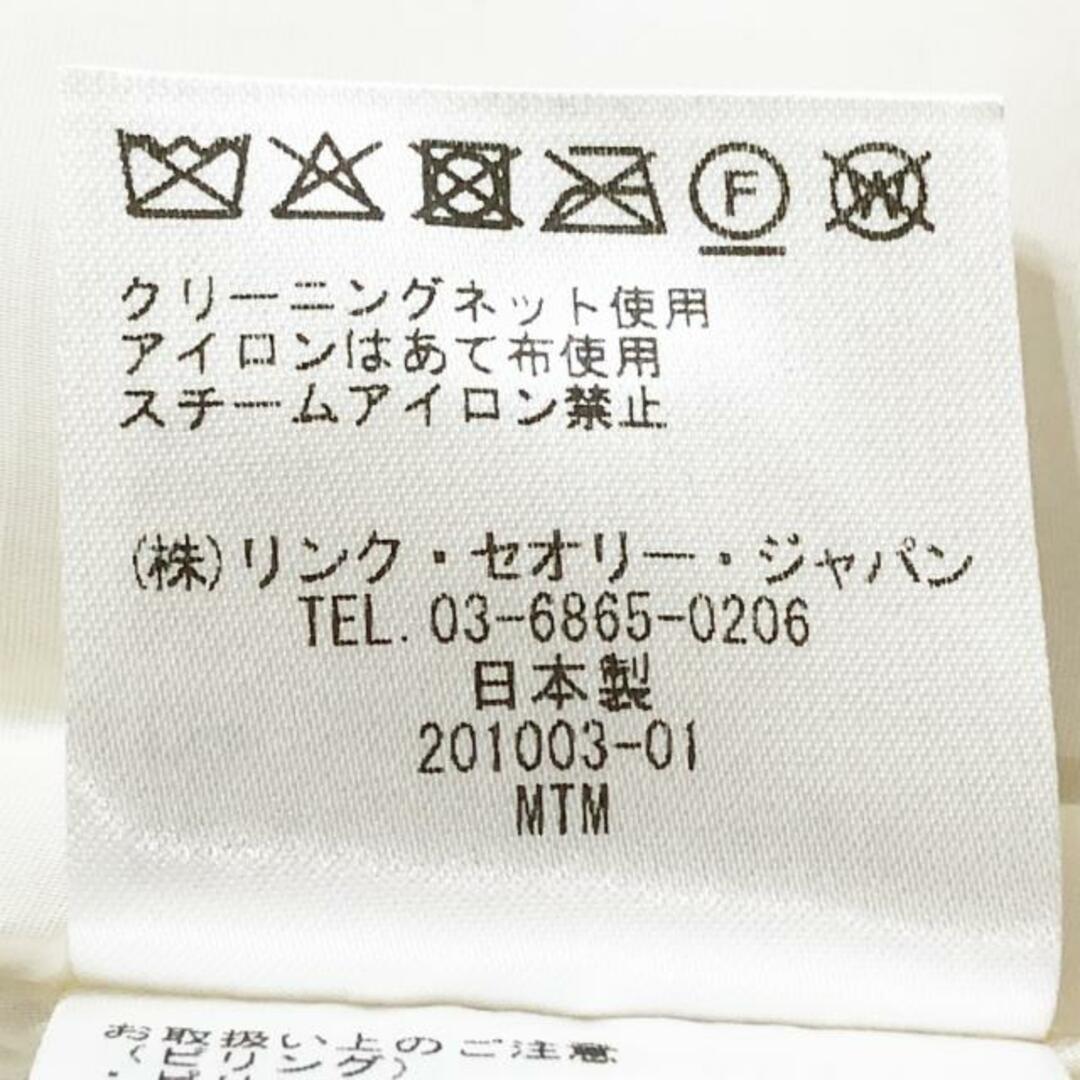 F W
クリーニングネット使用
アイロンはあて布使用
スチームアイロン禁止
(株)リンク・セオリー・ジャパン
TEL. 03-6865-0206
日本製
201003-01
MTM
お取扱い上のご注意
(ピリング)